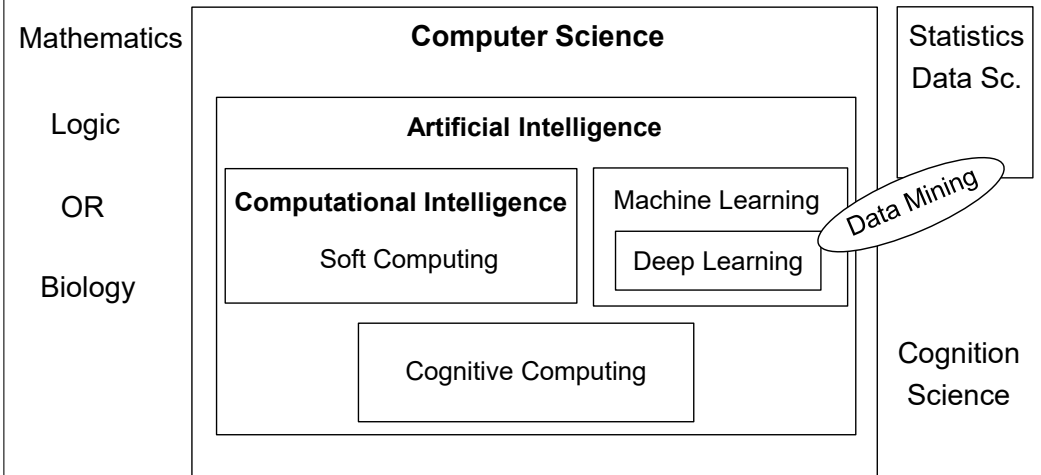 Mathematics
Logic
OR
Biology
Computer Science
Artificial Intelligence
Computational Intelligence
Soft Computing
Machine Learning
Deep Learning
Cognitive Computing
Statistics
Data Sc.
Data Mining
Cognition
Science